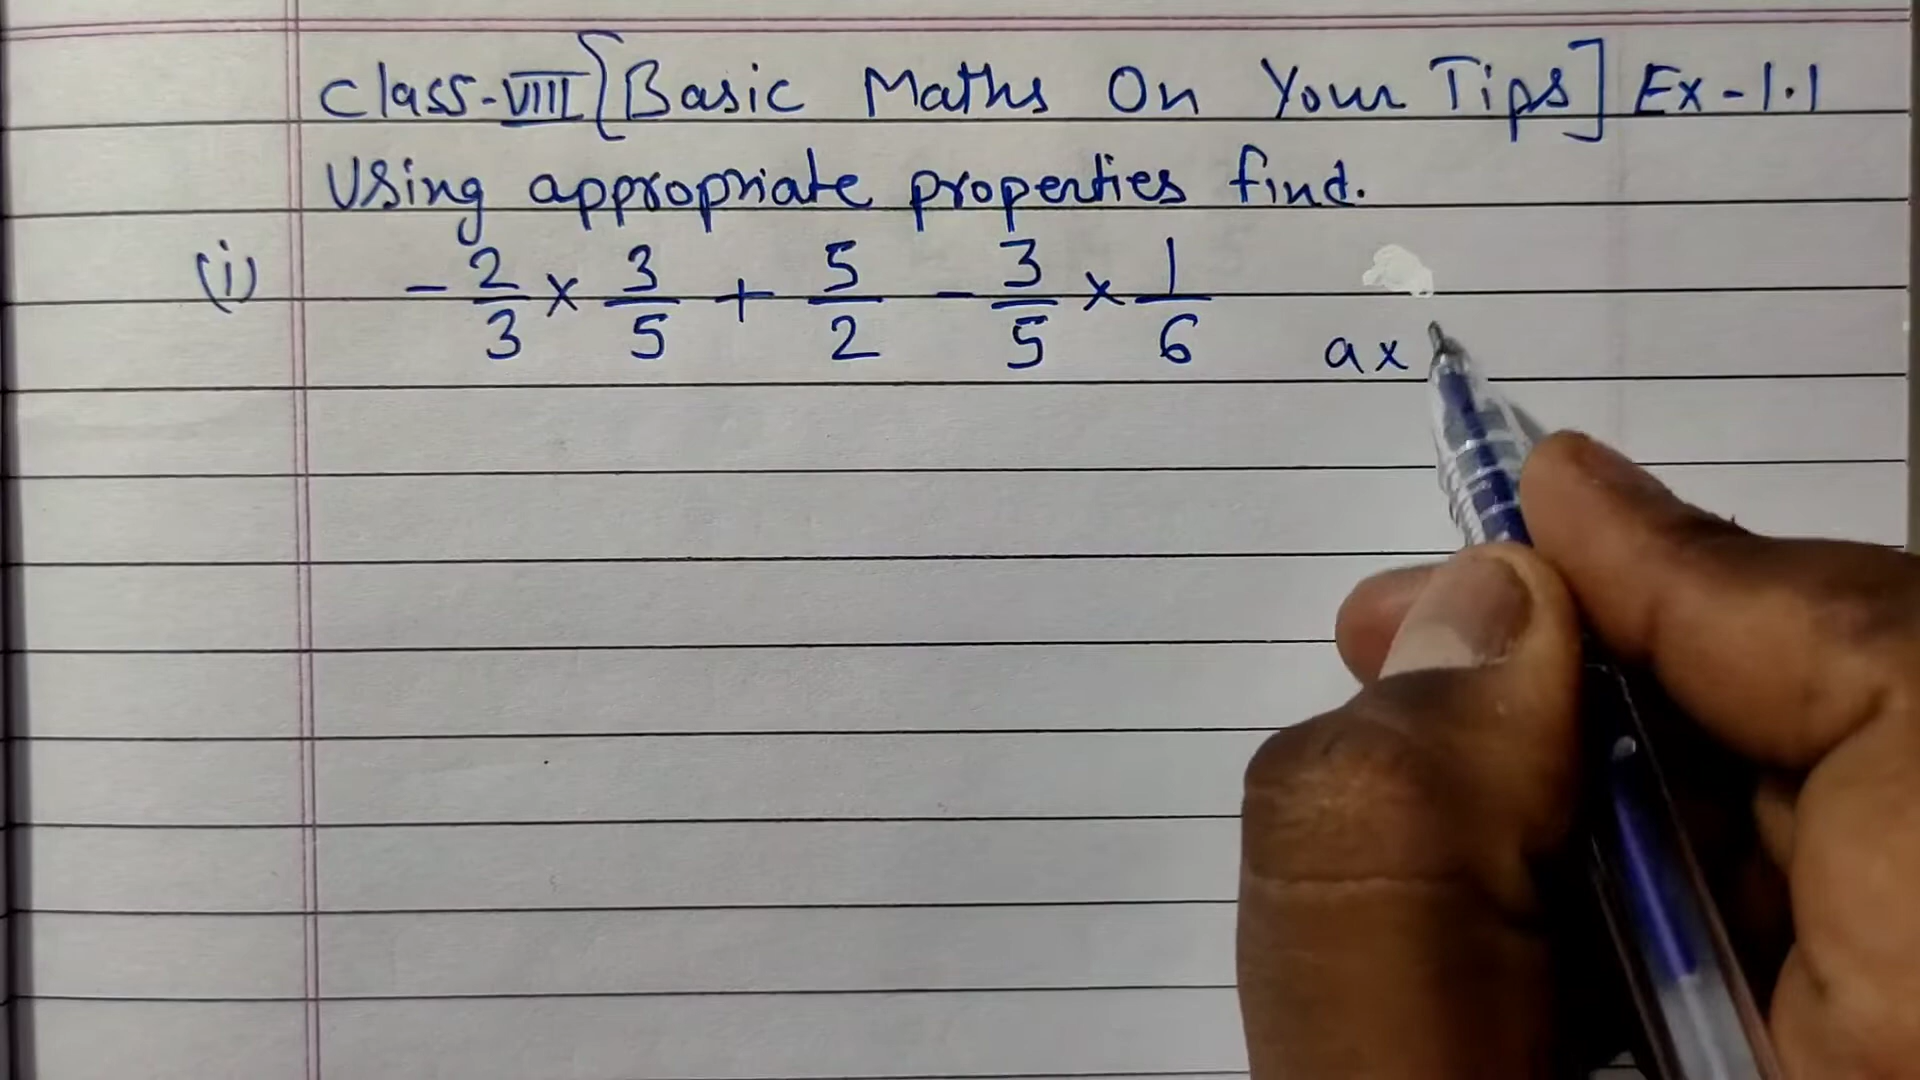 Class-VIII [Basic Maths On Your Tips] Ex-1.1
Using appropriate properties find.
(i) -2/3 × 3/5 + 5/2 - 3/5 × 1/6
a×